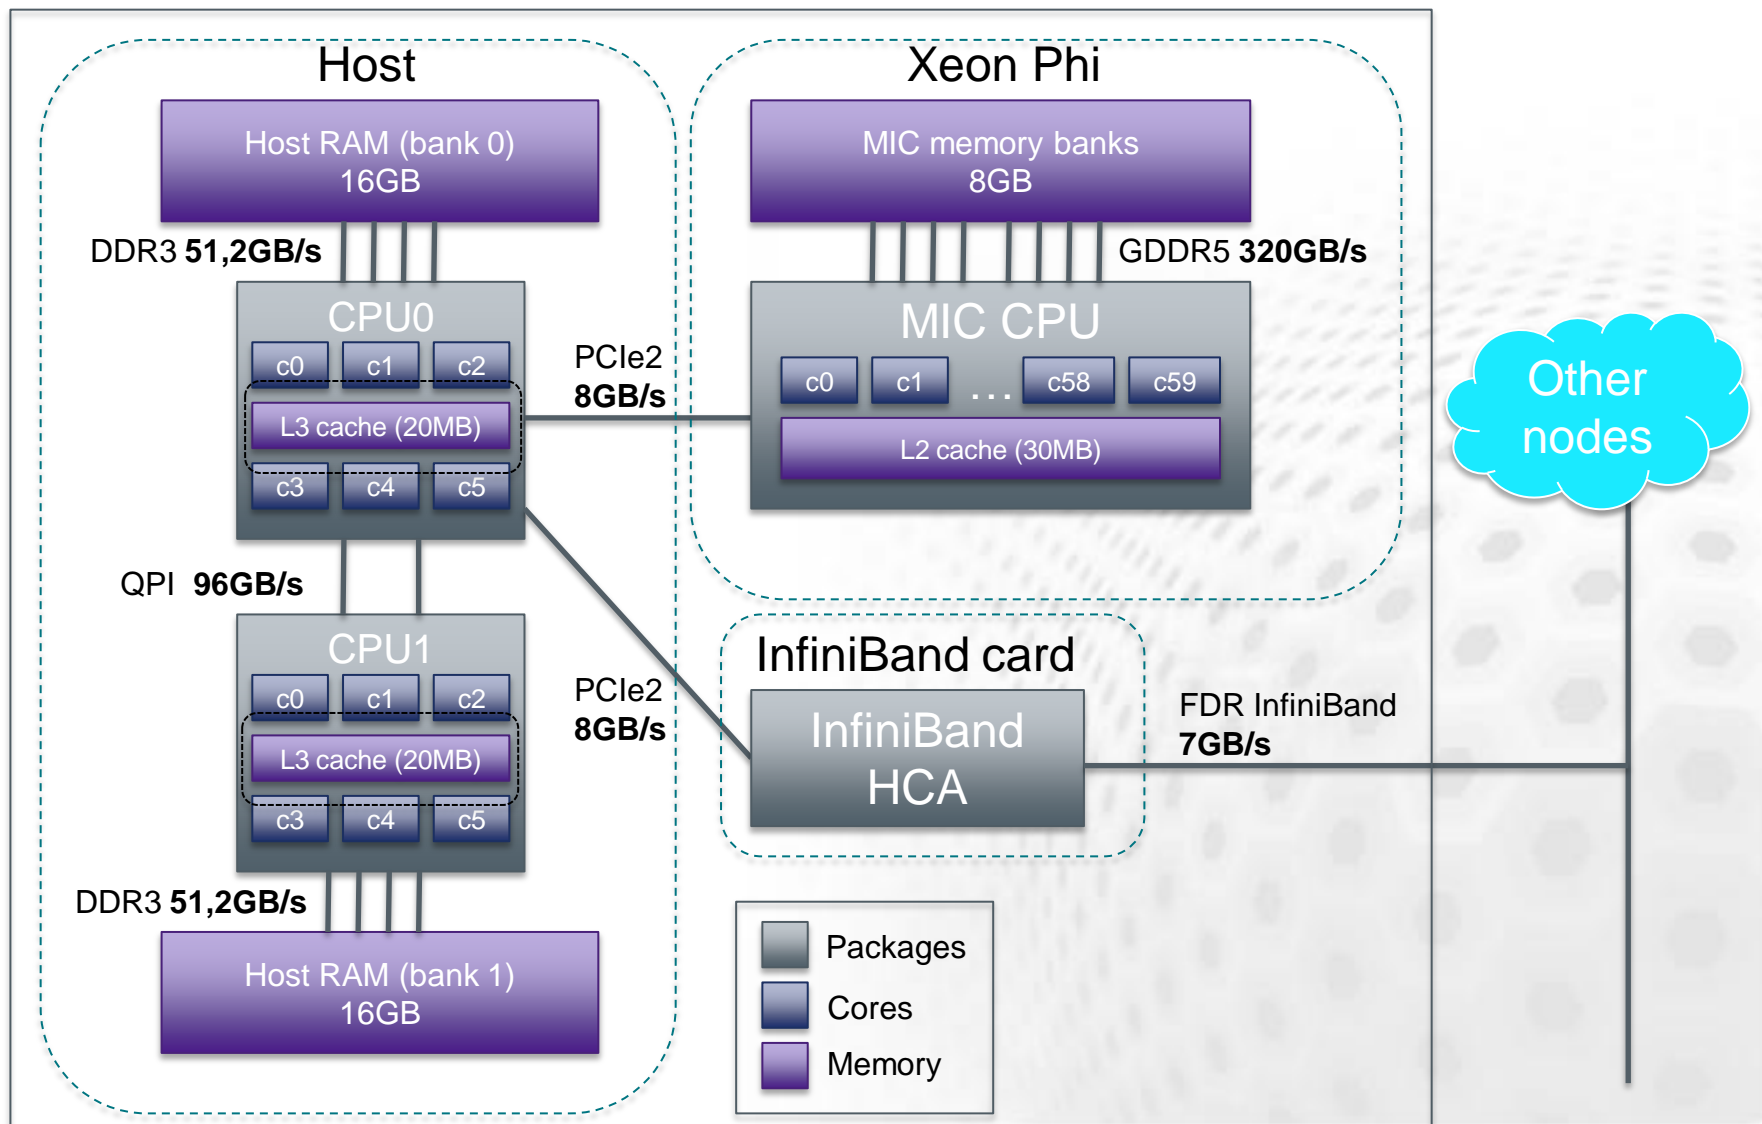 Host
Host RAM (bank 0)
16GB
DDR3 51,2GB/s
CPU0
c0 c1 c2
L3 cache (20MB)
c3 c4 c5
QPI 96GB/s
CPU1
c0 c1 c2
L3 cache (20MB)
c3 c4 c5
DDR3 51,2GB/s
Host RAM (bank 1)
16GB
PCIe2
8GB/s
PCIe2
8GB/s
Xeon Phi
MIC memory banks
8GB
GDDR5 320GB/s
MIC CPU
c0 c1 ... c58 c59
L2 cache (30MB)
InfiniBand card
InfiniBand
HCA
FDR InfiniBand
7GB/s
Other
nodes
Packages
Cores
Memory